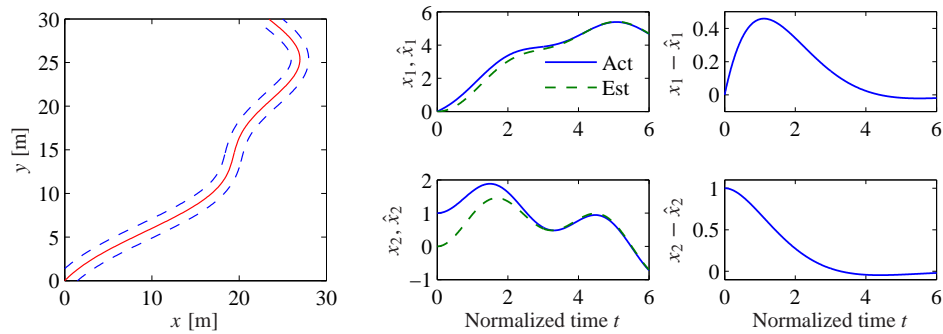 30
25
20
15
10
5
0
y [m]
0 10 20 30
x [m]
6
4
2
0
x₁, x̂₁
Act
Est
0 2 4 6
0.4
0.2
0
x₁ − x̂₁
0 2 4 6
2
1
0
−1
x₂, x̂₂
0 2 4 6
Normalized time t
1
0.5
0
x₂ − x̂₂
0 2 4 6
Normalized time t